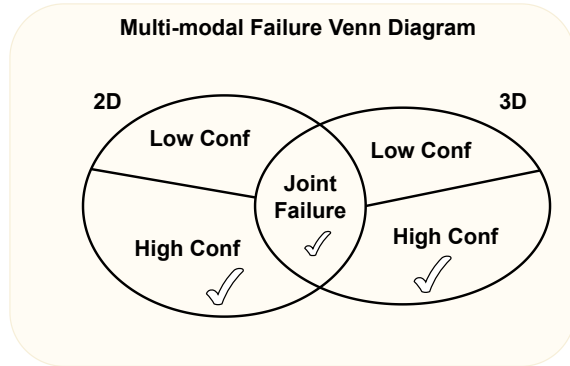 Multi-modal Failure Venn Diagram
2D
3D
Low Conf
Low Conf
Joint
Failure
High Conf
High Conf